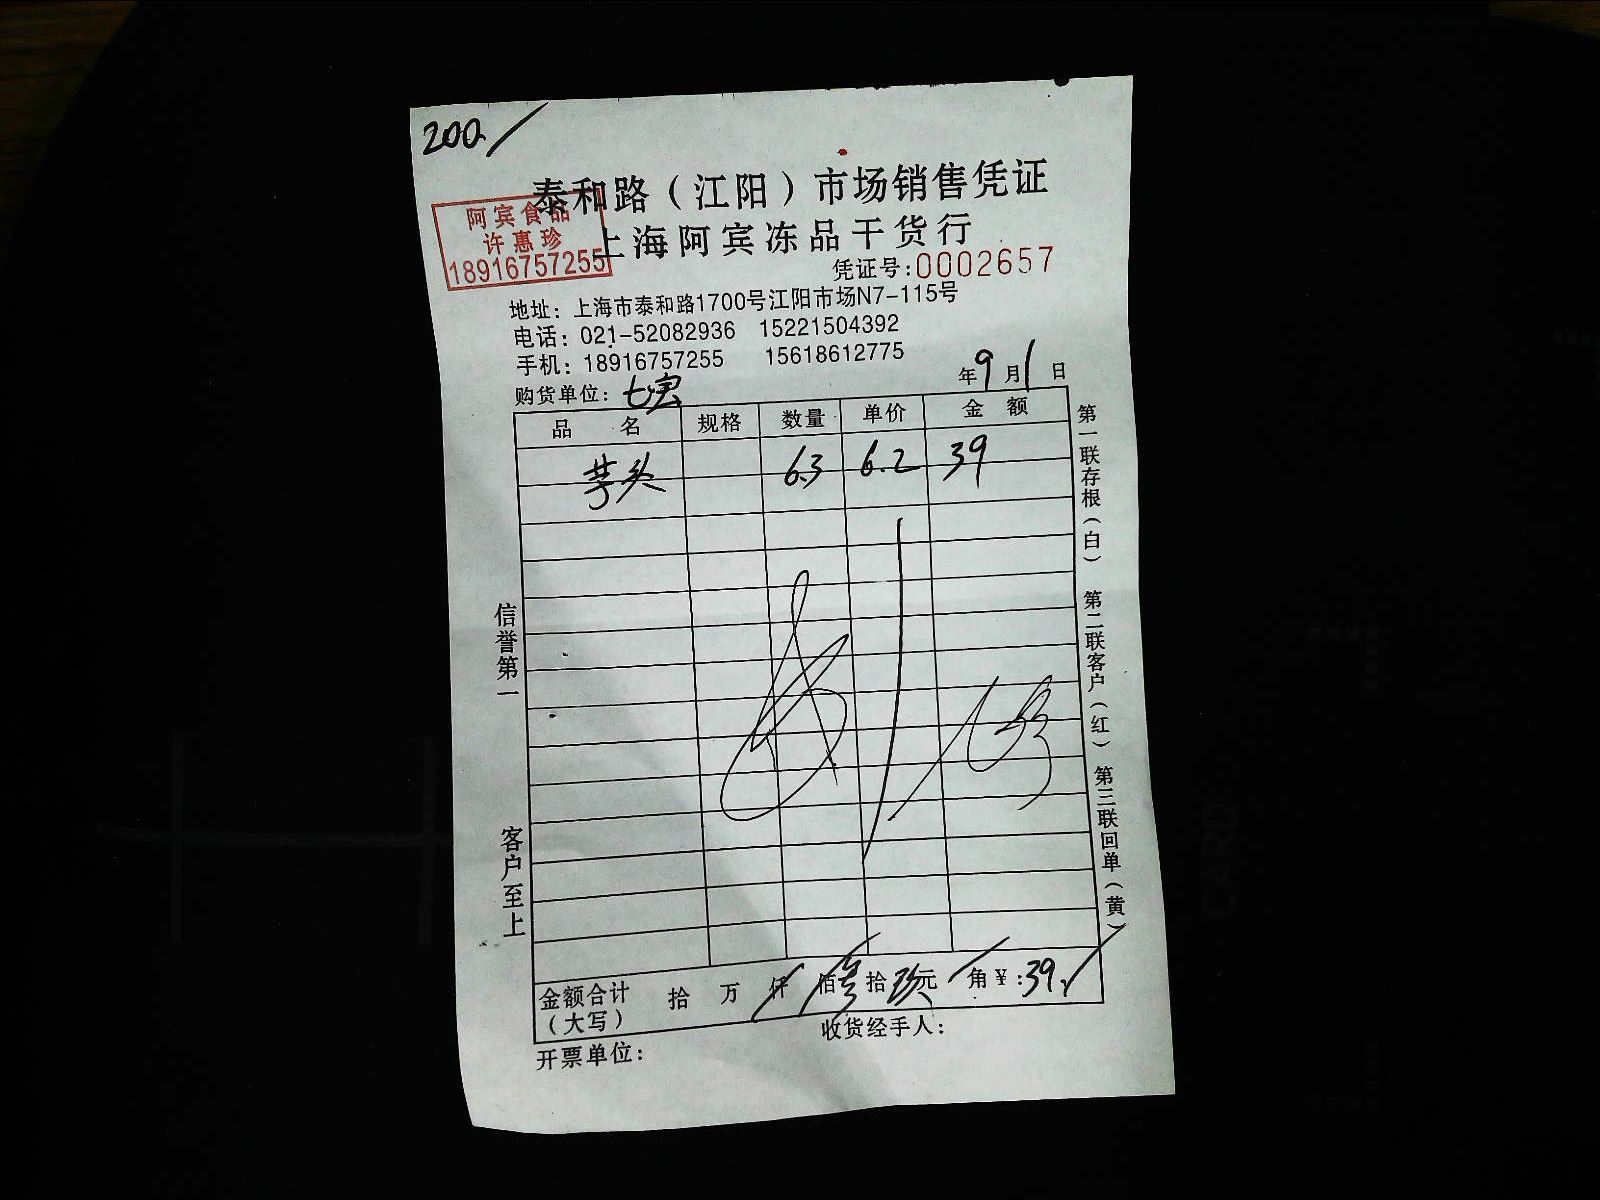 200
泰和路（江阳）市场销售凭证
阿宾食品
许惠珍
18916757255
上海阿宾冻品干货行
凭证号:0002657
地址：上海市泰和路1700号江阳市场N7-115号
电话：021-52082936 15221504392
手机：18916757255 15618612775
购货单位：七宝 年9月1日
品名 规格 数量 单价 金额
芋头 6.3 6.2 39
第一联存根（白） 第二联客户（红） 第三联回单（黄）
信誉第一
客户至上
金额合计（大写） 拾 万 仟 佰 拾玖元 角 ¥:39
收货经手人：
开票单位：